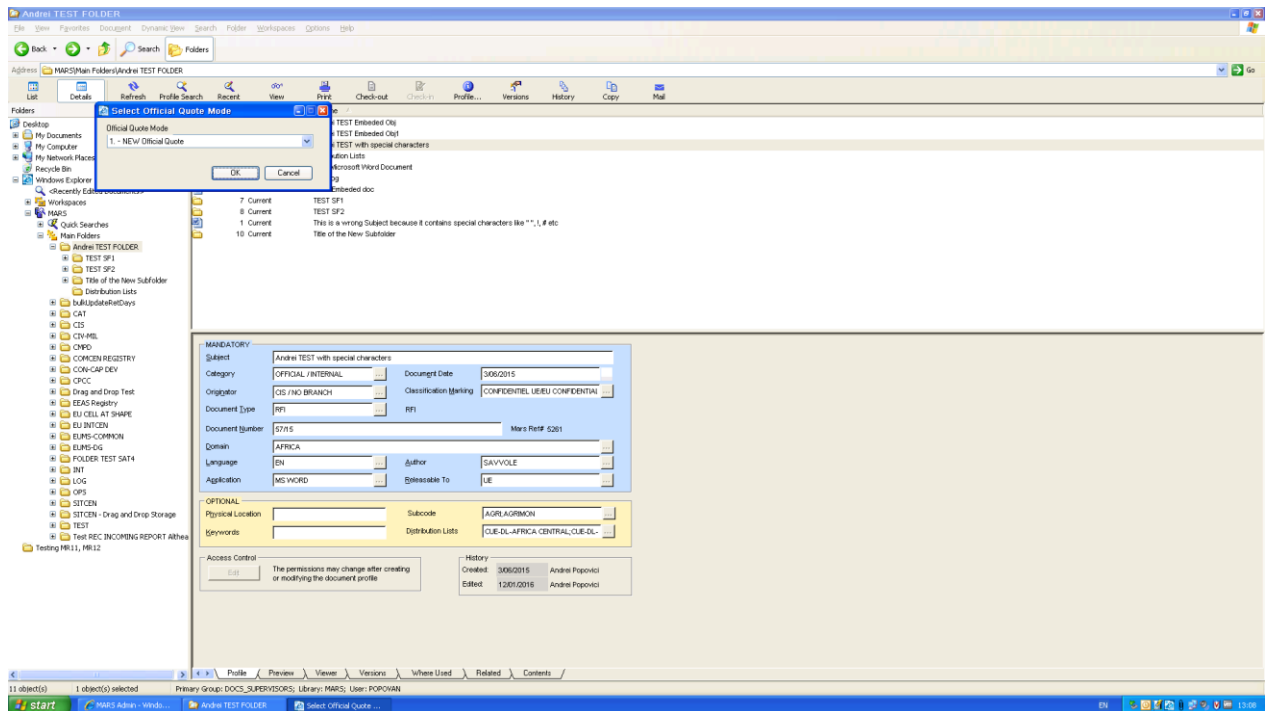 Andrei TEST FOLDER
File View Favorites Document Dynamic View Search Folder Workspaces Options Help
Back Search Folders
Address MARS\Main Folders\Andrei TEST FOLDER Go
List Details Refresh Profile Search Recent View Print Check-out Check-in Profile... Versions History Copy Mail
Folders
Select Official Quote Mode
Official Quote Mode
1. - NEW Official Quote
OK Cancel
Desktop
My Documents
My Computer
My Network Places
Recycle Bin
Windows Explorer
Workspaces
MARS
Quick Searches
Main Folders
Andrei TEST FOLDER
TEST SF1
TEST SF2
Title of the New Subfolder
Distribution Lists
bulkUpdateRetDays
CAT
CIS
CIV-MIL
CMPD
COMCEN REGISTRY
CON-CAP DEV
CPCC
Drag and Drop Test
EEAS Registry
EU CELL AT SHAPE
EU INTCEN
EUMS-COMMON
EUMS-DG
FOLDER TEST SAT4
INT
LOG
OPS
SITCEN
SITCEN - Drag and Drop Storage
TEST
Test REC INCOMING REPORT Althea
Testing MR11, MR12
TEST Embeded Obj
TEST Embeded Obj1
TEST with special characters
Lists
Microsoft Word Document
Embeded doc
7 Current TEST SF1
8 Current TEST SF2
1 Current This is a wrong Subject because it contains special characters like " ", !, # etc
10 Current Title of the New Subfolder
MANDATORY
Subject Andrei TEST with special characters
Category OFFICIAL / INTERNAL ... Document Date 3/06/2015
Originator CIS / NO BRANCH ... Classification Marking CONFIDENTIEL UE/EU CONFIDENTIAL ...
Document Type RFI ... RFI
Document Number 57/15 Mars Ref# 5261
Domain AFRICA ...
Language EN ... Author SAVVOLE ...
Application MS WORD ... Releasable To UE ...
OPTIONAL
Physical Location Subcode AGRI;AGRIMON ...
Keywords Distribution Lists CUE-DL-AFRICA CENTRAL;CUE-DL- ...
Access Control
Edit The permissions may change after creating
or modifying the document profile
History
Created: 3/06/2015 Andrei Popovici
Edited: 12/01/2016 Andrei Popovici
Profile Preview Viewer Versions Where Used Related Contents
11 object(s) 1 object(s) selected Primary Group: DOCS_SUPERVISORS; Library: MARS; User: POPOVAN
start MARS Admin - Windo... Andrei TEST FOLDER Select Official Quote ... EN 13:08